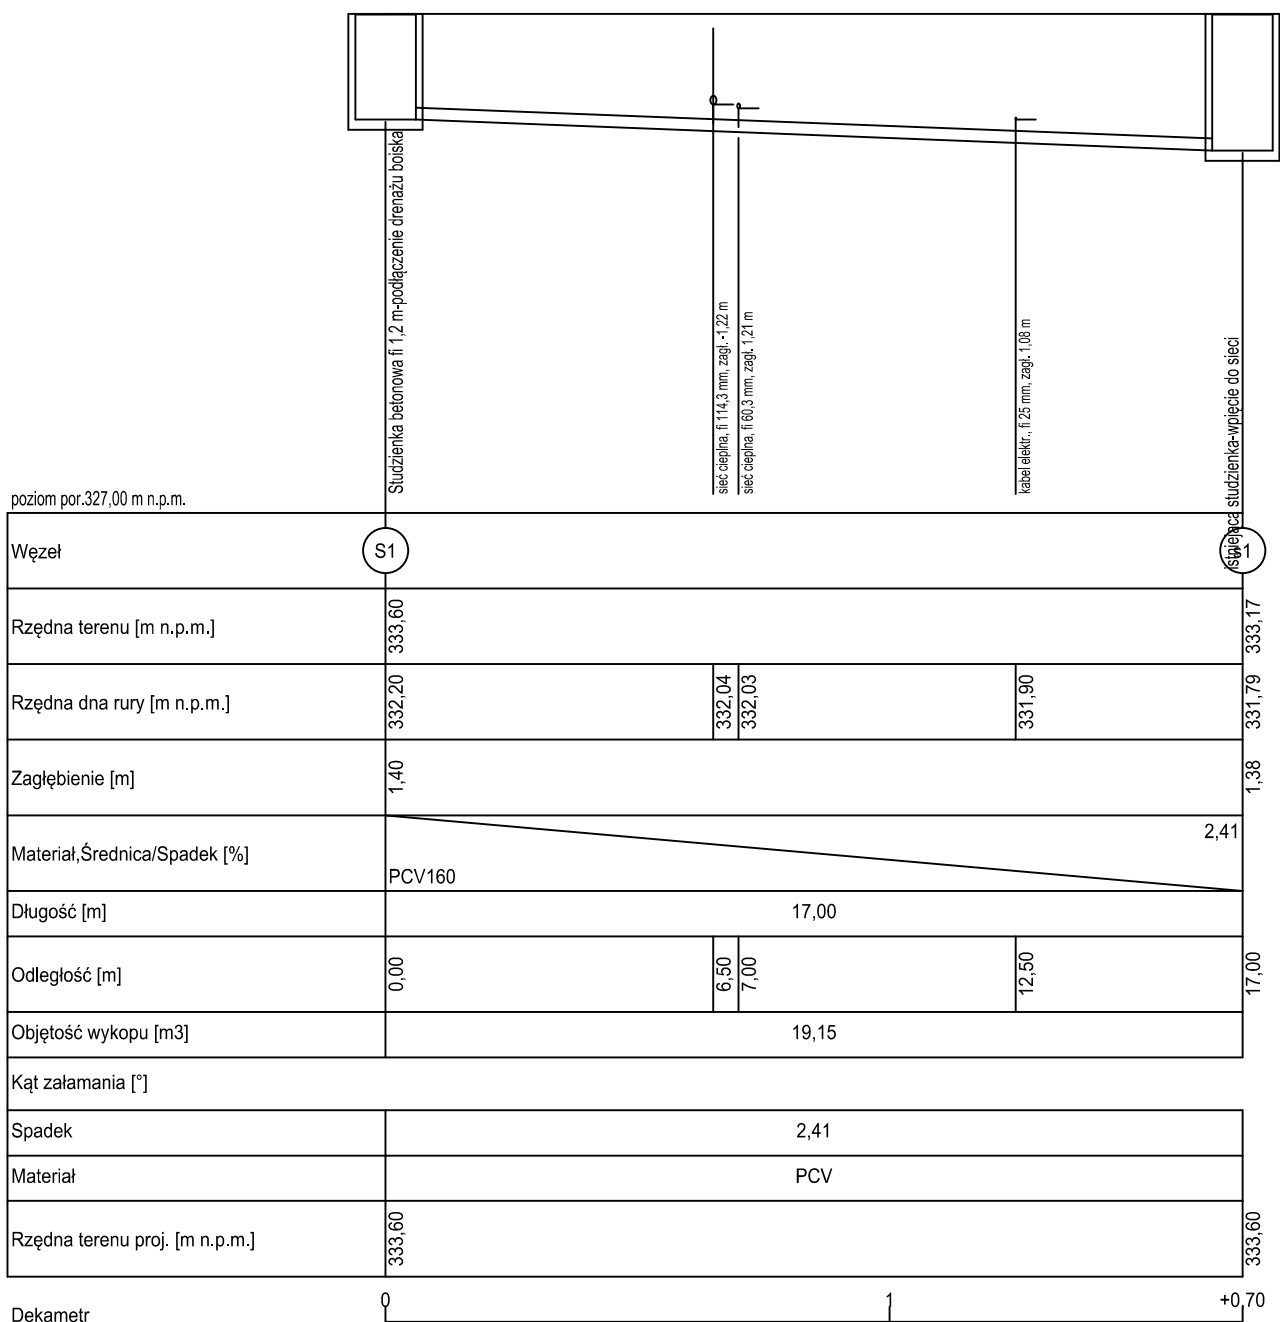 Studzienka betonowa fi 1,2 m-podłączenie drenażu boiska
sieć cieplna, fi 114,3 mm, zagł. -1,22 m
sieć cieplna, fi 60,3 mm, zagł. 1,21 m
kabel elektr., fi 25 mm, zagł. 1,08 m
istniejąca studzienka-wpięcie do sieci
poziom por.327,00 m n.p.m.
Węzeł S1 s1
Rzędna terenu [m n.p.m.] 333,60 333,17
Rzędna dna rury [m n.p.m.] 332,20 332,04 332,03 331,90 331,79
Zagłębienie [m] 1,40 1,38
Materiał,Średnica/Spadek [%] PCV160 2,41
Długość [m] 17,00
Odległość [m] 0,00 6,50 7,00 12,50 17,00
Objętość wykopu [m3] 19,15
Kąt załamania [°]
Spadek 2,41
Materiał PCV
Rzędna terenu proj. [m n.p.m.] 333,60 333,60
Dekametr 0 1 +0,70